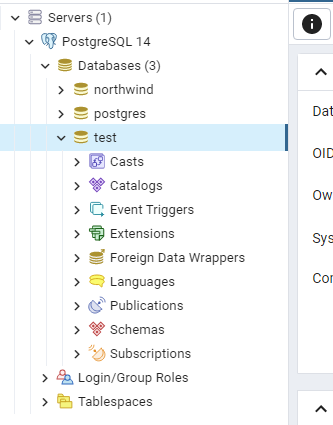 Servers (1)
PostgreSQL 14
Databases (3)
northwind
postgres
test
Casts
Catalogs
Event Triggers
Extensions
Foreign Data Wrappers
Languages
Publications
Schemas
Subscriptions
Login/Group Roles
Tablespaces
Dat
OID
Ow
Sys
Cor